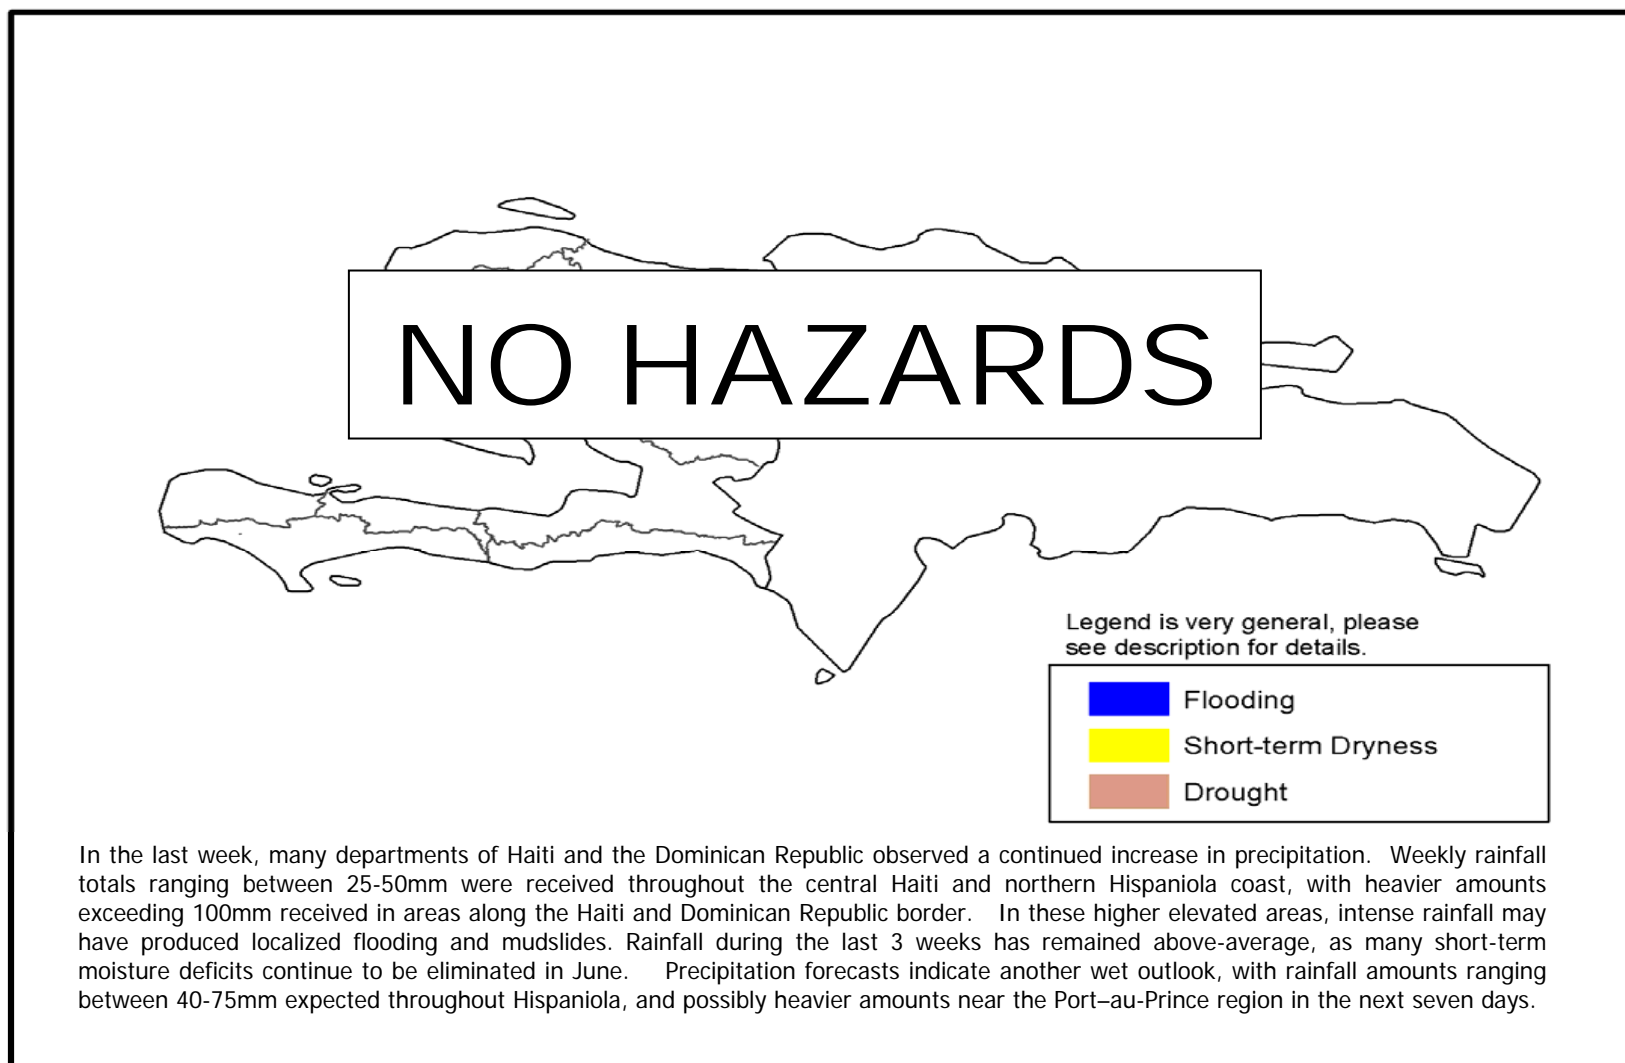 NO HAZARDS
Legend is very general, please
see description for details.
Flooding
Short-term Dryness
Drought
In the last week, many departments of Haiti and the Dominican Republic observed a continued increase in precipitation. Weekly rainfall
totals ranging between 25-50mm were received throughout the central Haiti and northern Hispaniola coast, with heavier amounts
exceeding 100mm received in areas along the Haiti and Dominican Republic border. In these higher elevated areas, intense rainfall may
have produced localized flooding and mudslides. Rainfall during the last 3 weeks has remained above-average, as many short-term
moisture deficits continue to be eliminated in June. Precipitation forecasts indicate another wet outlook, with rainfall amounts ranging
between 40-75mm expected throughout Hispaniola, and possibly heavier amounts near the Port–au-Prince region in the next seven days.